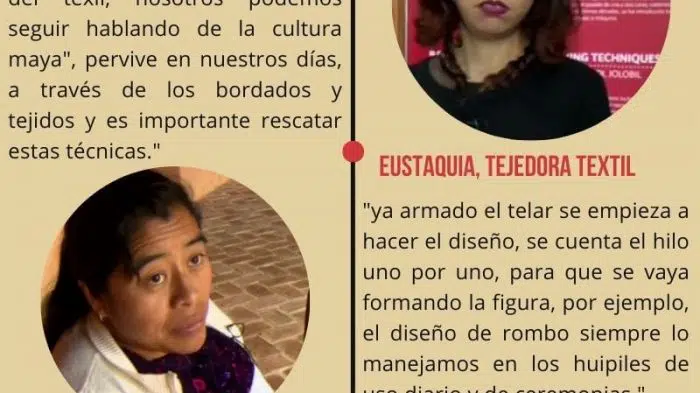 del textil, nosotros podemos
seguir hablando de la cultura
maya", pervive en nuestros días,
a través de los bordados y
tejidos y es importante rescatar
estas técnicas."
KING TECHNIQUES
JOLOBIL
EUSTAQUIA, TEJEDORA TEXTIL
"ya armado el telar se empieza a
hacer el diseño, se cuenta el hilo
uno por uno, para que se vaya
formando la figura, por ejemplo,
el diseño de rombo siempre lo
manejamos en los huipiles de
uso diario y de ceremonias."